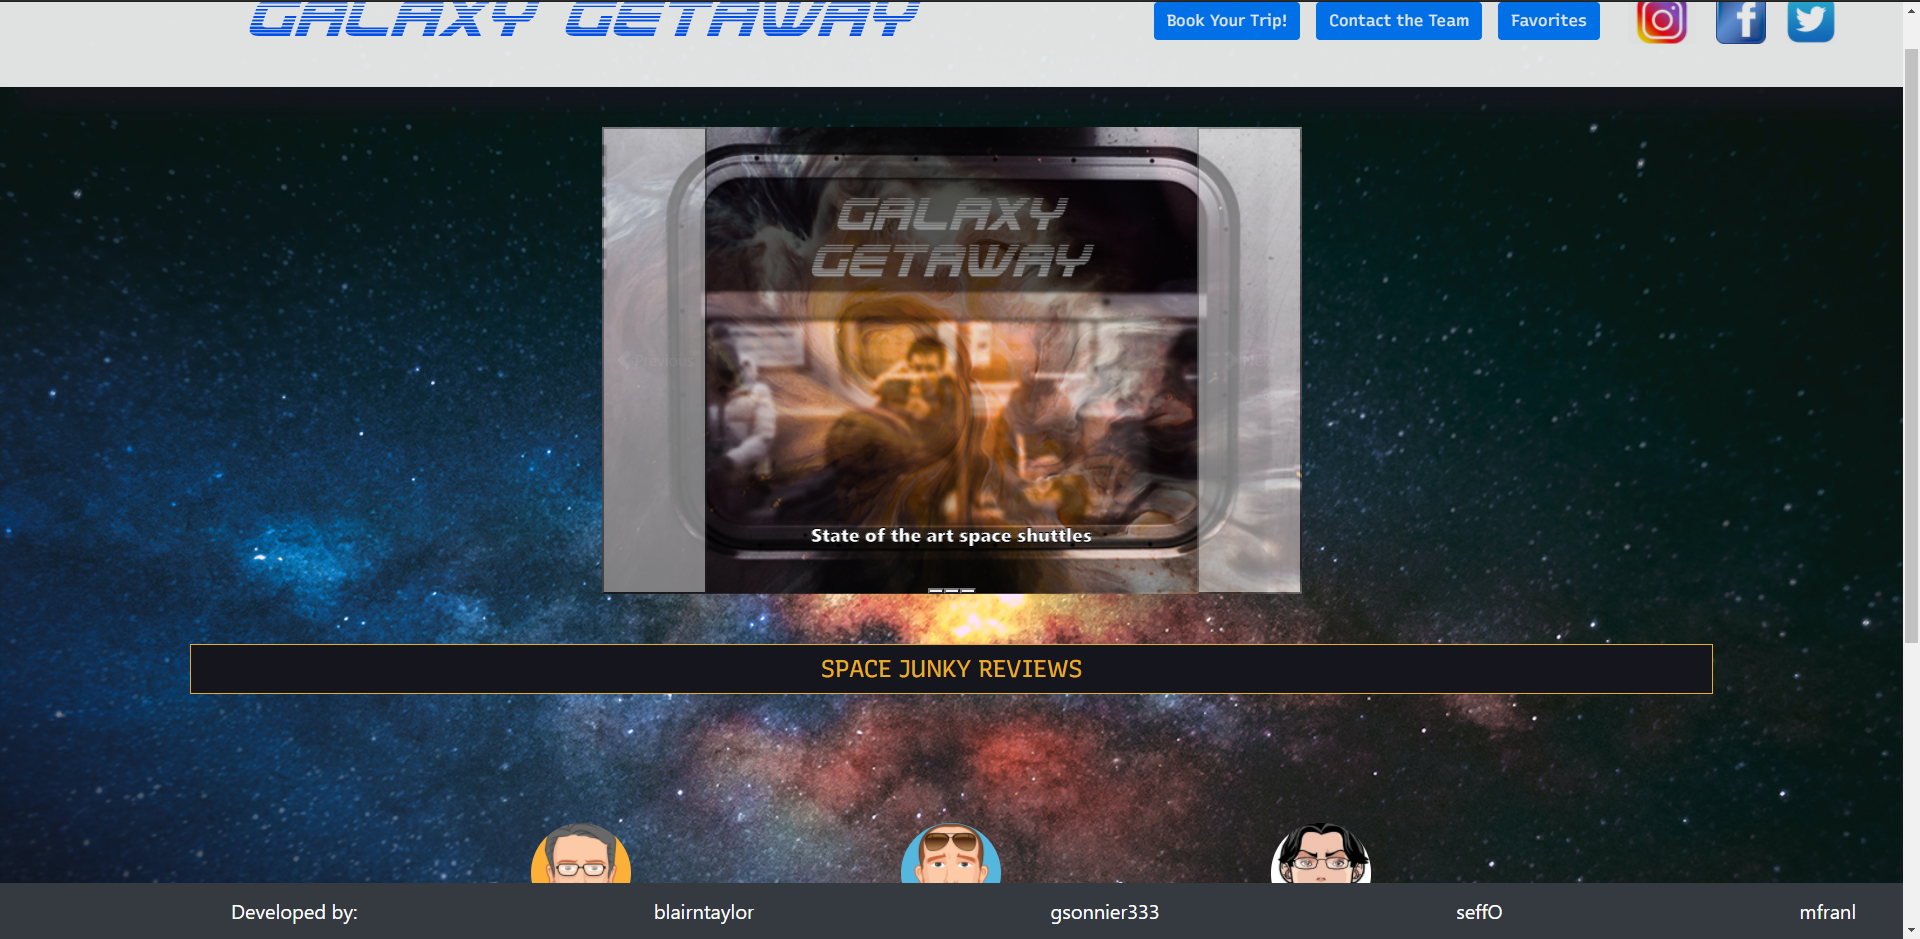 GALAXY GETAWAY
Book Your Trip!
Contact the Team
Favorites
GALAXY
GETAWAY
Previous
State of the art space shuttles
SPACE JUNKY REVIEWS
Developed by:
blairntaylor
gsonnier333
seffO
mfranl